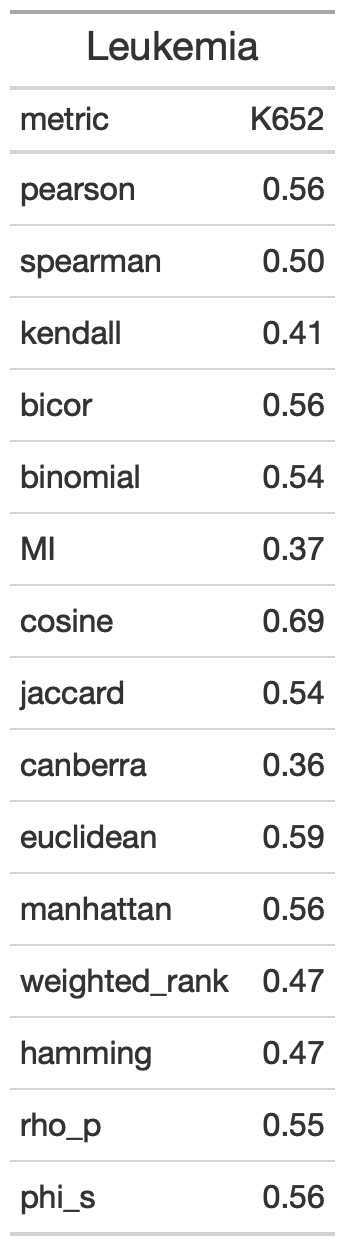 Leukemia
metric K652
pearson 0.56
spearman 0.50
kendall 0.41
bicor 0.56
binomial 0.54
MI 0.37
cosine 0.69
jaccard 0.54
canberra 0.36
euclidean 0.59
manhattan 0.56
weighted_rank 0.47
hamming 0.47
rho_p 0.55
phi_s 0.56